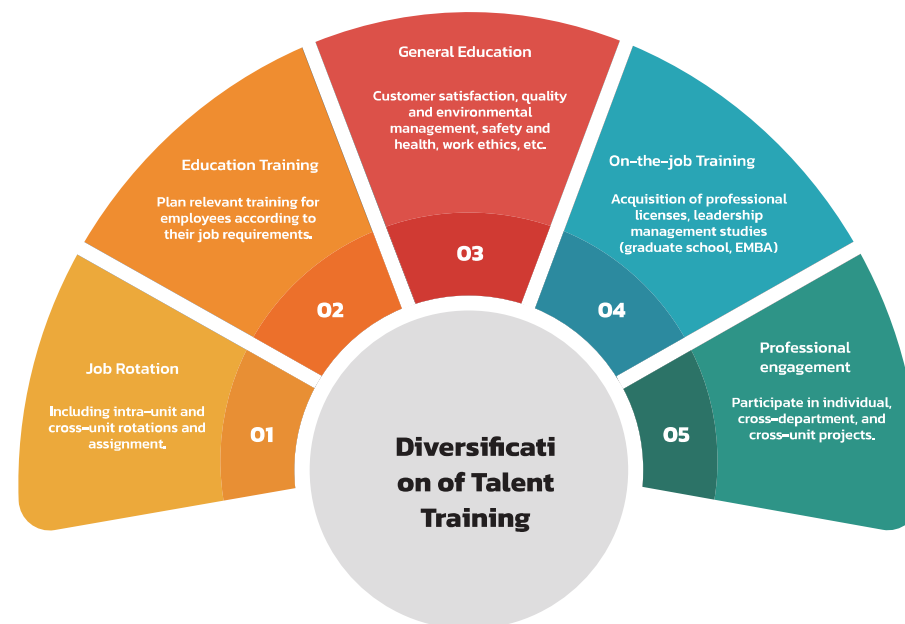 Job Rotation
Including intra-unit and
cross-unit rotations and
assignment.
01
Education Training
Plan relevant training for
employees according to
their job requirements.
02
General Education
Customer satisfaction, quality
and environmental
management, safety and
health, work ethics, etc.
03
On-the-job Training
Acquisition of professional
licenses, leadership
management studies
(graduate school, EMBA)
04
Professional
engagement
Participate in individual,
cross-department, and
cross-unit projects.
05
Diversificati
on of Talent
Training